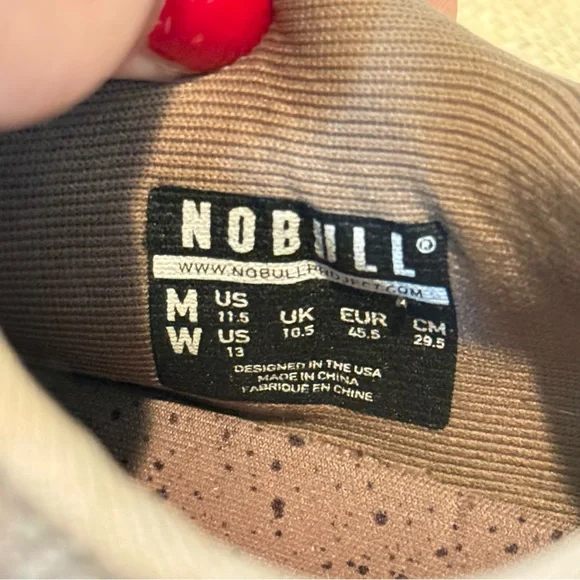 NOBULL®
WWW.NOBULLPROJECT.COM
M US 11.5 UK 10.5 EUR 45.5 CM 29.5
W US 13
DESIGNED IN THE USA
MADE IN CHINA
FABRIQUE EN CHINE